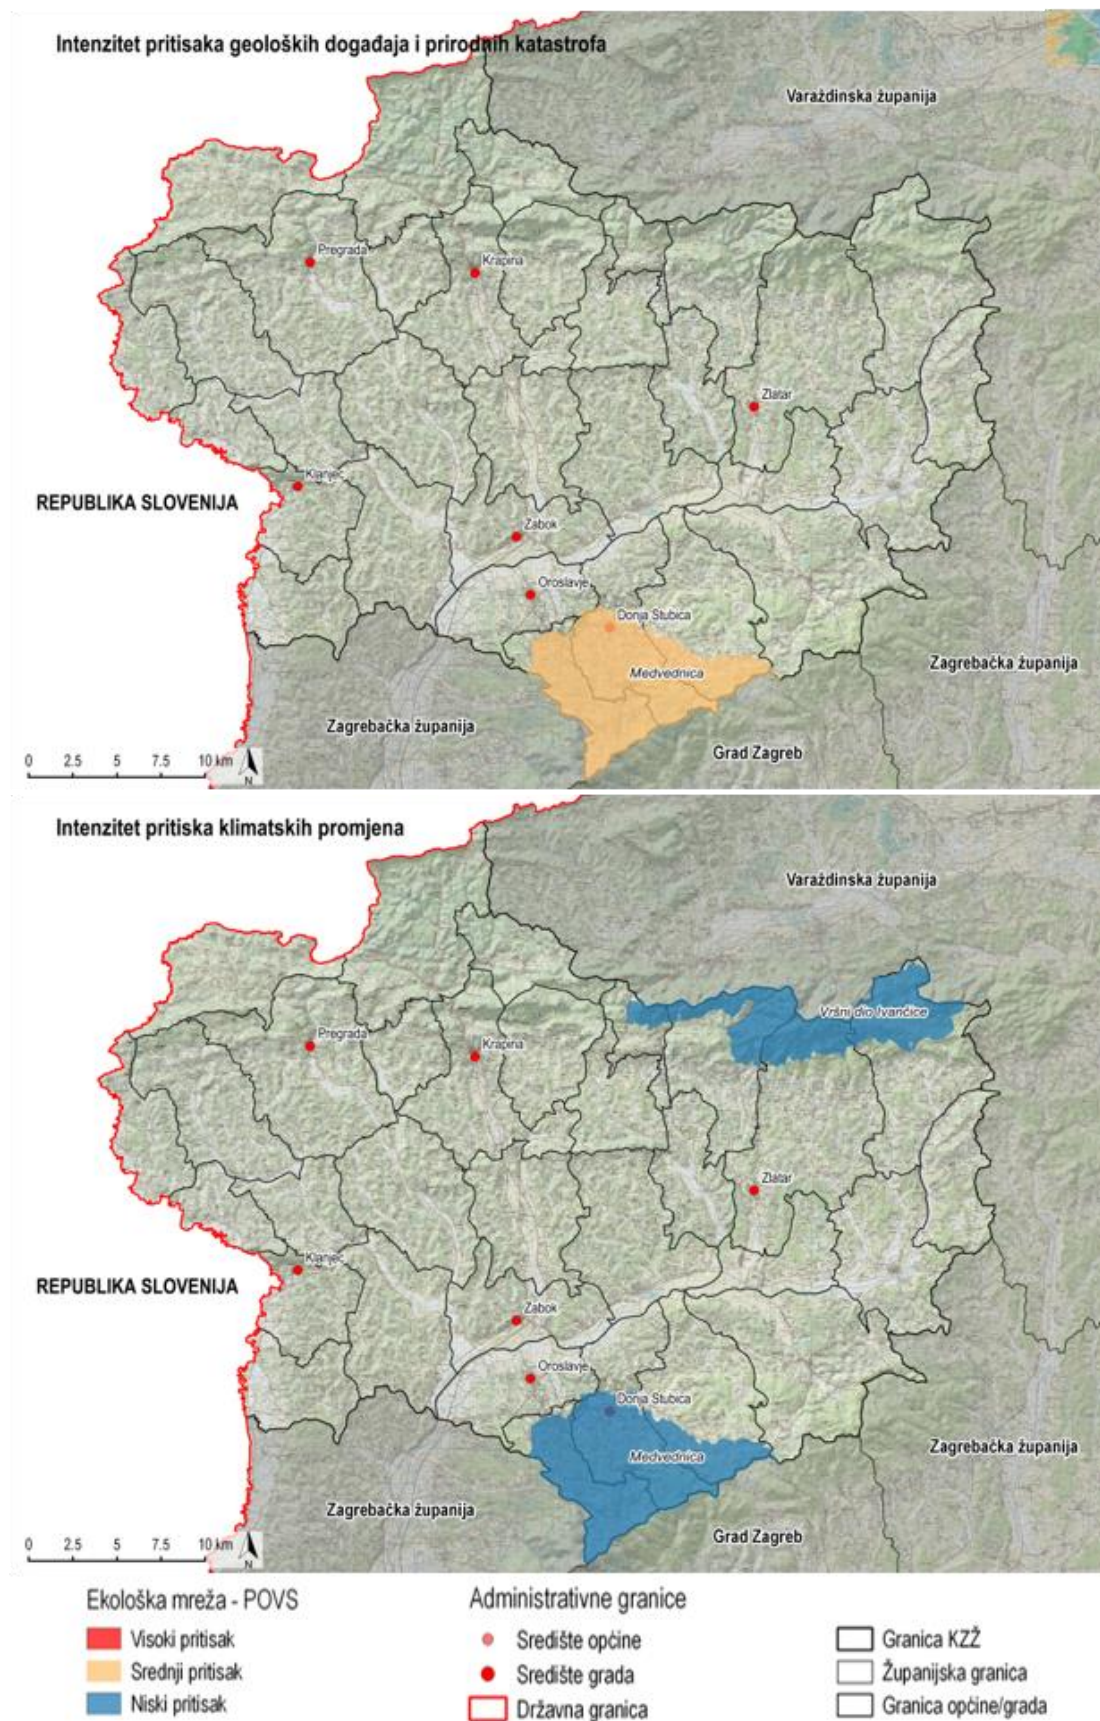 Intenzitet pritisaka geoloških događaja i prirodnih katastrofa
Varaždinska županija
Pregrada
Krapina
Zlatar
Klanjec
REPUBLIKA SLOVENIJA
Zabok
Oroslavje
Donja Stubica
Medvednica
Zagrebačka županija
Zagrebačka županija
Grad Zagreb
0 2.5 5 7.5 10 km
N
Intenzitet pritiska klimatskih promjena
Varaždinska županija
Vršni dio Ivančice
Pregrada
Krapina
Zlatar
Klanjec
REPUBLIKA SLOVENIJA
Zabok
Oroslavje
Donja Stubica
Medvednica
Zagrebačka županija
Zagrebačka županija
Grad Zagreb
0 2.5 5 7.5 10 km
N
Ekološka mreža - POVS
Visoki pritisak
Srednji pritisak
Niski pritisak
Administrativne granice
Središte općine
Središte grada
Državna granica
Granica KZŽ
Županijska granica
Granica općine/grada